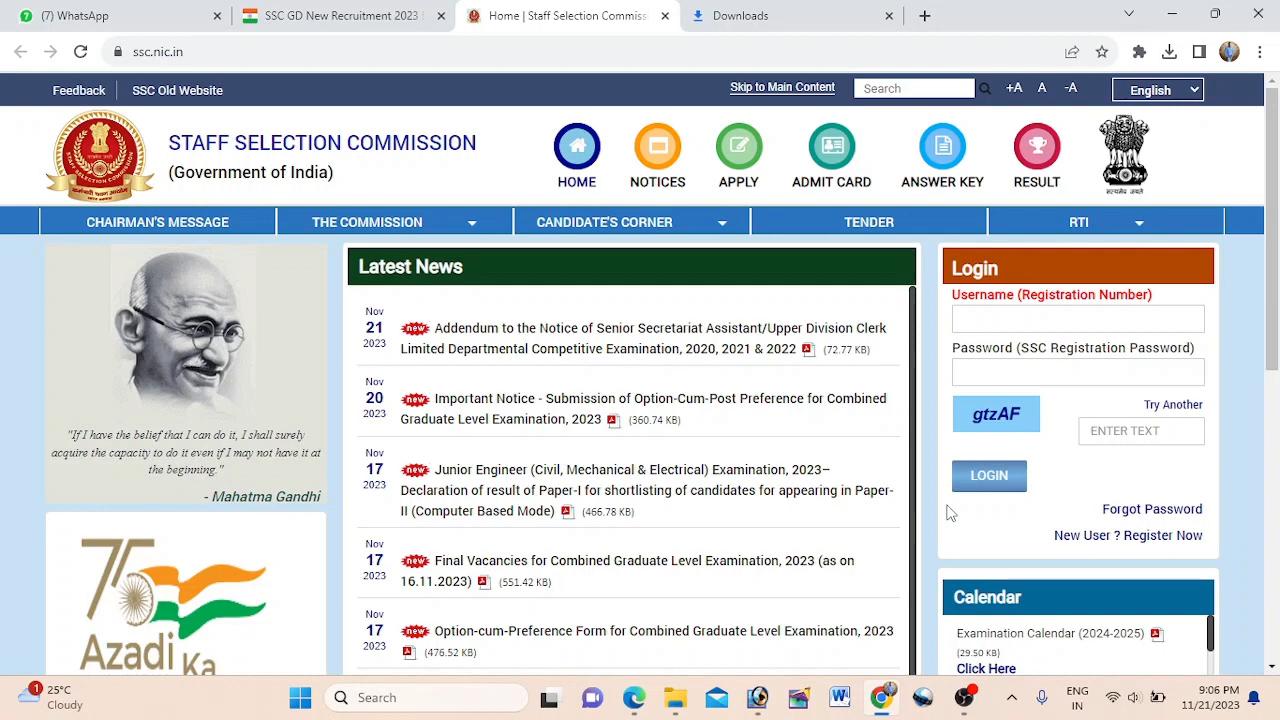 (7) WhatsApp
SSC GD New Recruitment 2023
Home | Staff Selection Commiss
Downloads
ssc.nic.in
Feedback
SSC Old Website
Skip to Main Content
Search
+A A -A
English
STAFF SELECTION COMMISSION
(Government of India)
HOME
NOTICES
APPLY
ADMIT CARD
ANSWER KEY
RESULT
सत्यमेव जयते
CHAIRMAN'S MESSAGE
THE COMMISSION
CANDIDATE'S CORNER
TENDER
RTI
"If I have the belief that I can do it, I shall surely
acquire the capacity to do it even if I may not have it at
the beginning."
- Mahatma Gandhi
75
Azadi Ka
Latest News
Nov
21
2023
new Addendum to the Notice of Senior Secretariat Assistant/Upper Division Clerk
Limited Departmental Competitive Examination, 2020, 2021 & 2022 (72.77 KB)
Nov
20
2023
new Important Notice - Submission of Option-Cum-Post Preference for Combined
Graduate Level Examination, 2023 (360.74 KB)
Nov
17
2023
new Junior Engineer (Civil, Mechanical & Electrical) Examination, 2023–
Declaration of result of Paper-I for shortlisting of candidates for appearing in Paper-
II (Computer Based Mode) (466.78 KB)
Nov
17
2023
new Final Vacancies for Combined Graduate Level Examination, 2023 (as on
16.11.2023) (551.42 KB)
Nov
17
2023
new Option-cum-Preference Form for Combined Graduate Level Examination, 2023
(476.52 KB)
Login
Username (Registration Number)
Password (SSC Registration Password)
gtzAF
Try Another
ENTER TEXT
LOGIN
Forgot Password
New User ? Register Now
Calendar
Examination Calendar (2024-2025)
(29.50 KB)
Click Here
1
25°C
Cloudy
Search
ENG
IN
9:06 PM
11/21/2023